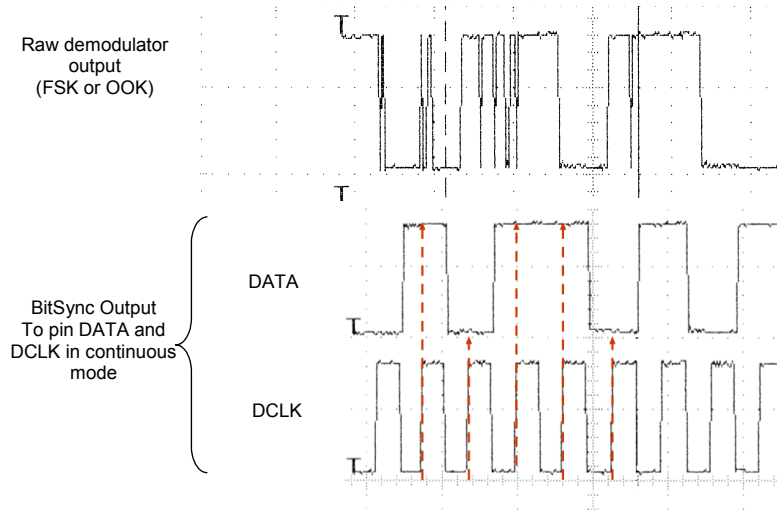 Raw demodulator
output
(FSK or OOK)
DATA
BitSync Output
To pin DATA and
DCLK in continuous
mode
DCLK